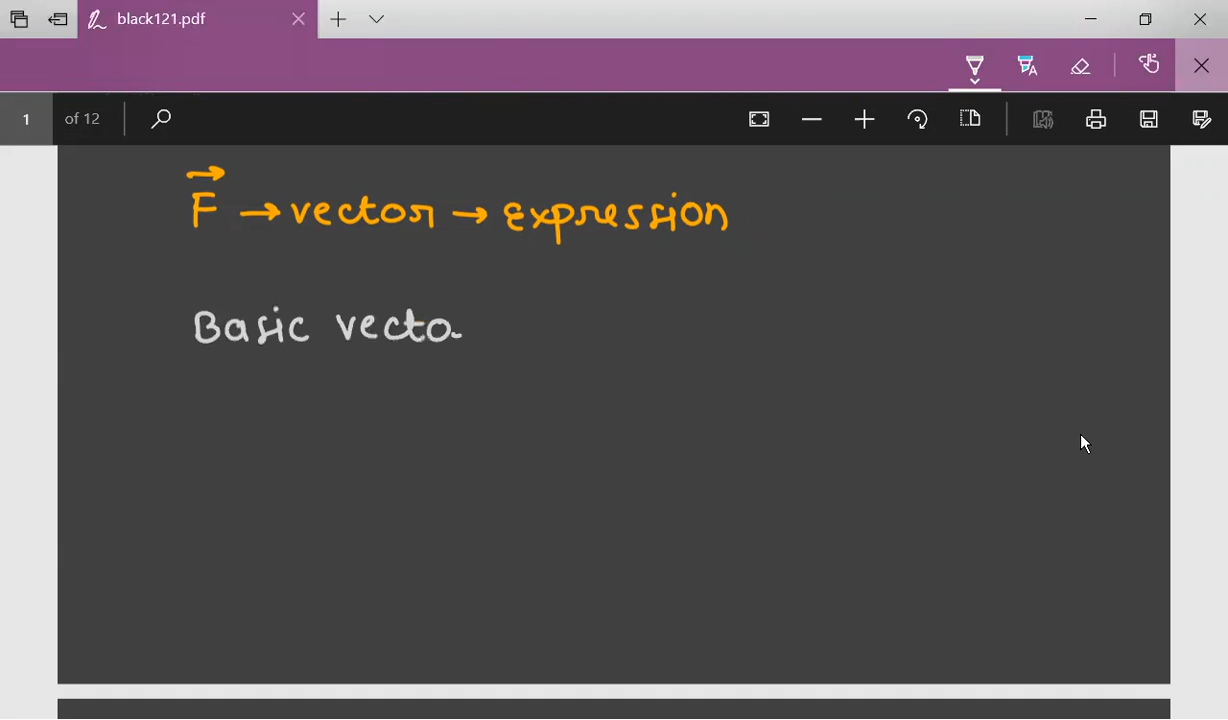 black121.pdf
1 of 12
F → vector → expression
Basic vecto